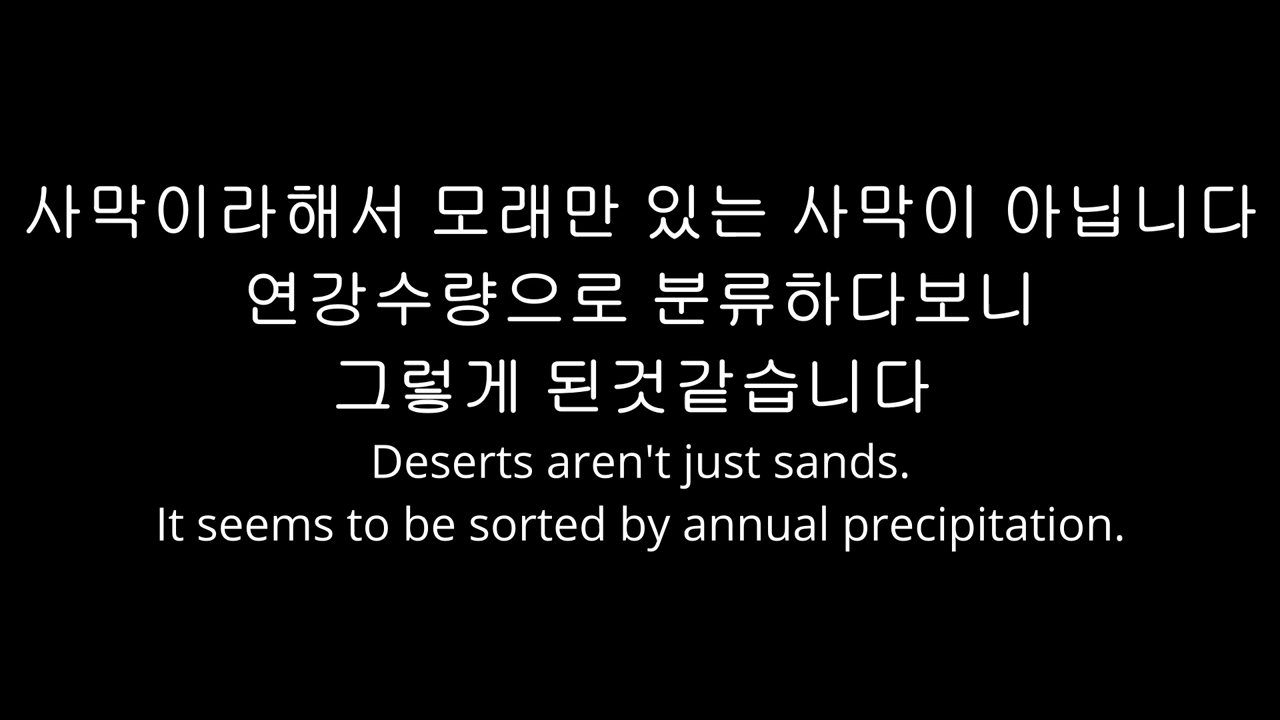 사막이라해서 모래만 있는 사막이 아닙니다
연강수량으로 분류하다보니
그렇게 된것같습니다
Deserts aren't just sands.
It seems to be sorted by annual precipitation.